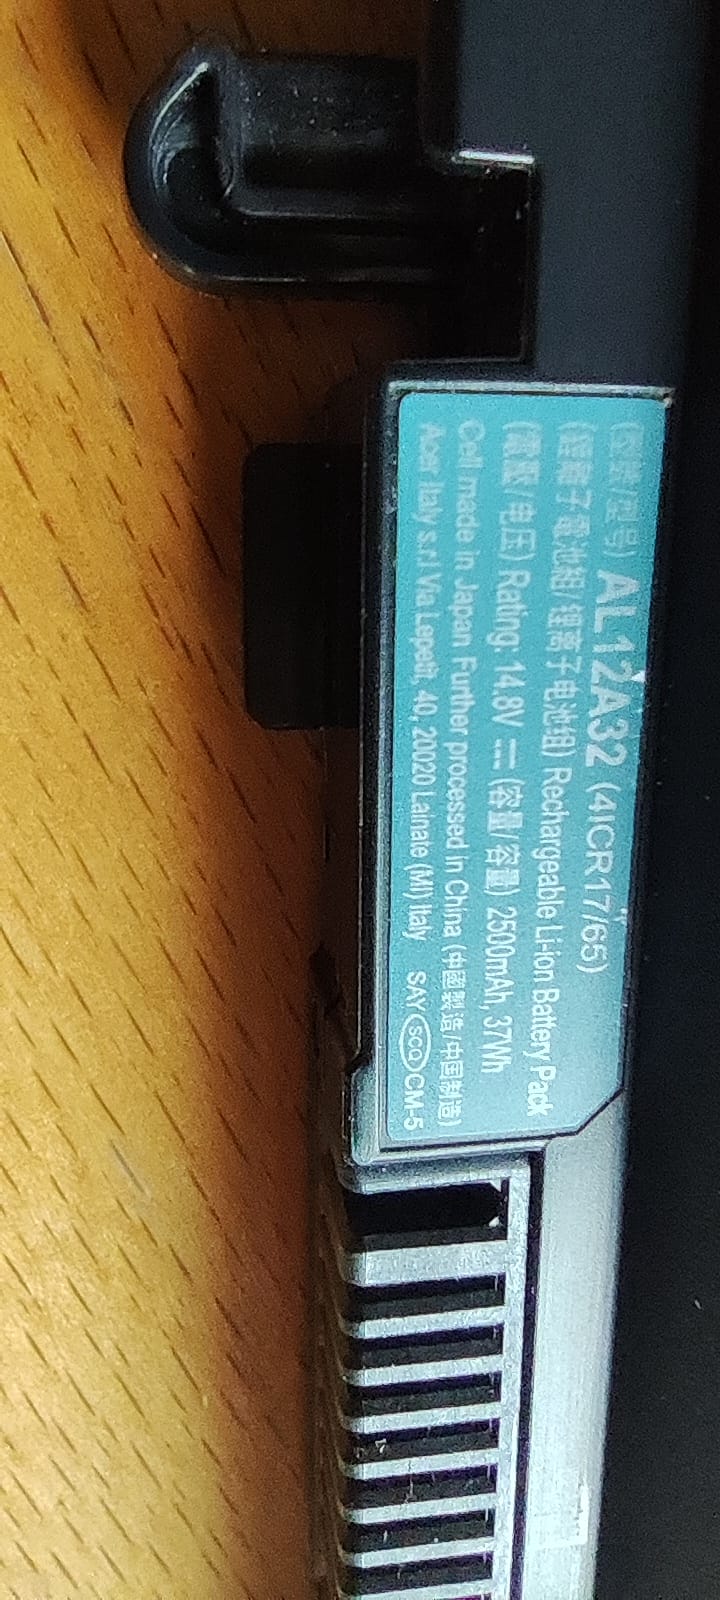 (型號/型号) AL12A32 (4ICR17/65)
(鋰離子電池組/锂离子电池组) Rechargeable Li-ion Battery Pack
(電壓/电压) Rating: 14.8V ⎓ (容量/容量) 2500mAh, 37Wh
Cell made in Japan Further processed in China (中國製造/中国制造)
Acer Italy s.r.l Via Lepetit, 40, 20020 Lainate (MI) Italy SAY SCQ CM-5